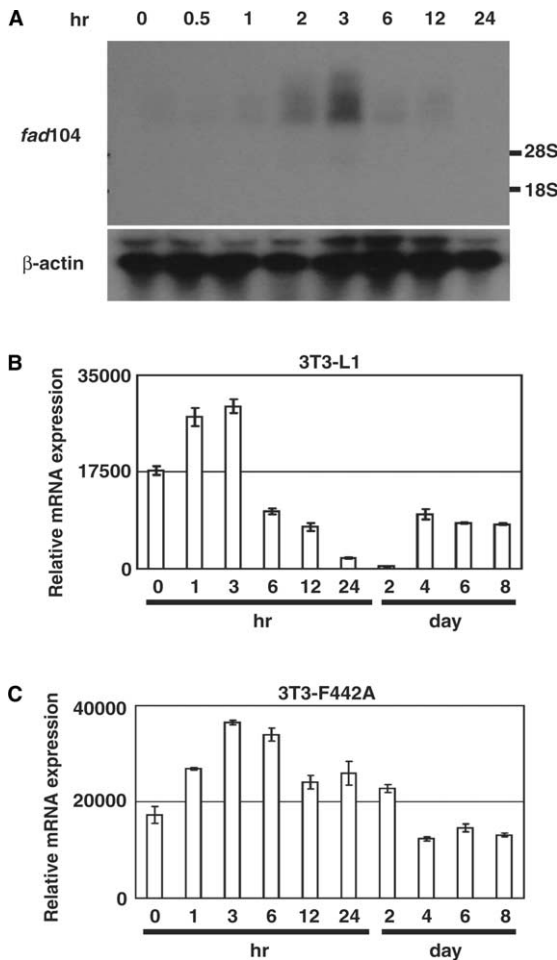 A hr 0 0.5 1 2 3 6 12 24
fad104
28S
18S
β-actin
B 3T3-L1
Relative mRNA expression
35000
17500
0
0 1 3 6 12 24 2 4 6 8
hr day
C 3T3-F442A
Relative mRNA expression
40000
20000
0
0 1 3 6 12 24 2 4 6 8
hr day